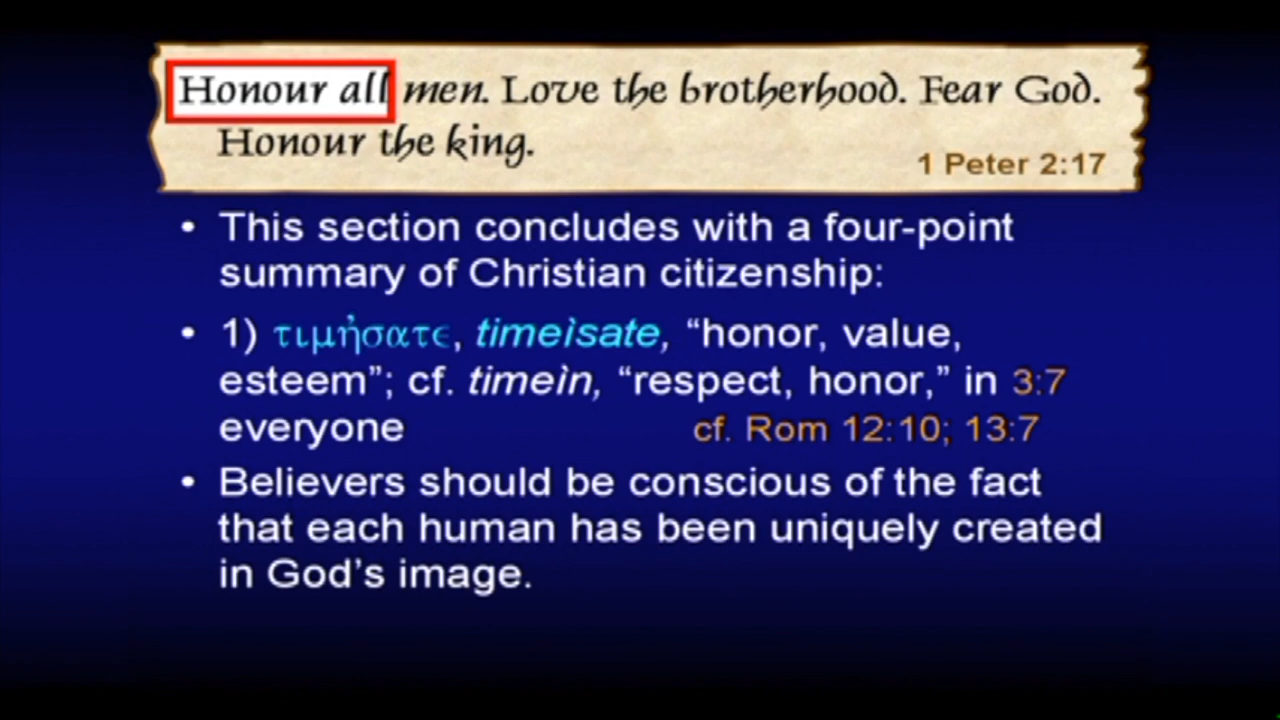 Honour all men. Love the brotherhood. Fear God.
Honour the king.
1 Peter 2:17
• This section concludes with a four-point
summary of Christian citizenship:
• 1) τιμἠσατε, timeìsate, “honor, value,
esteem”; cf. timeìn, “respect, honor,” in 3:7
everyone cf. Rom 12:10; 13:7
• Believers should be conscious of the fact
that each human has been uniquely created
in God’s image.